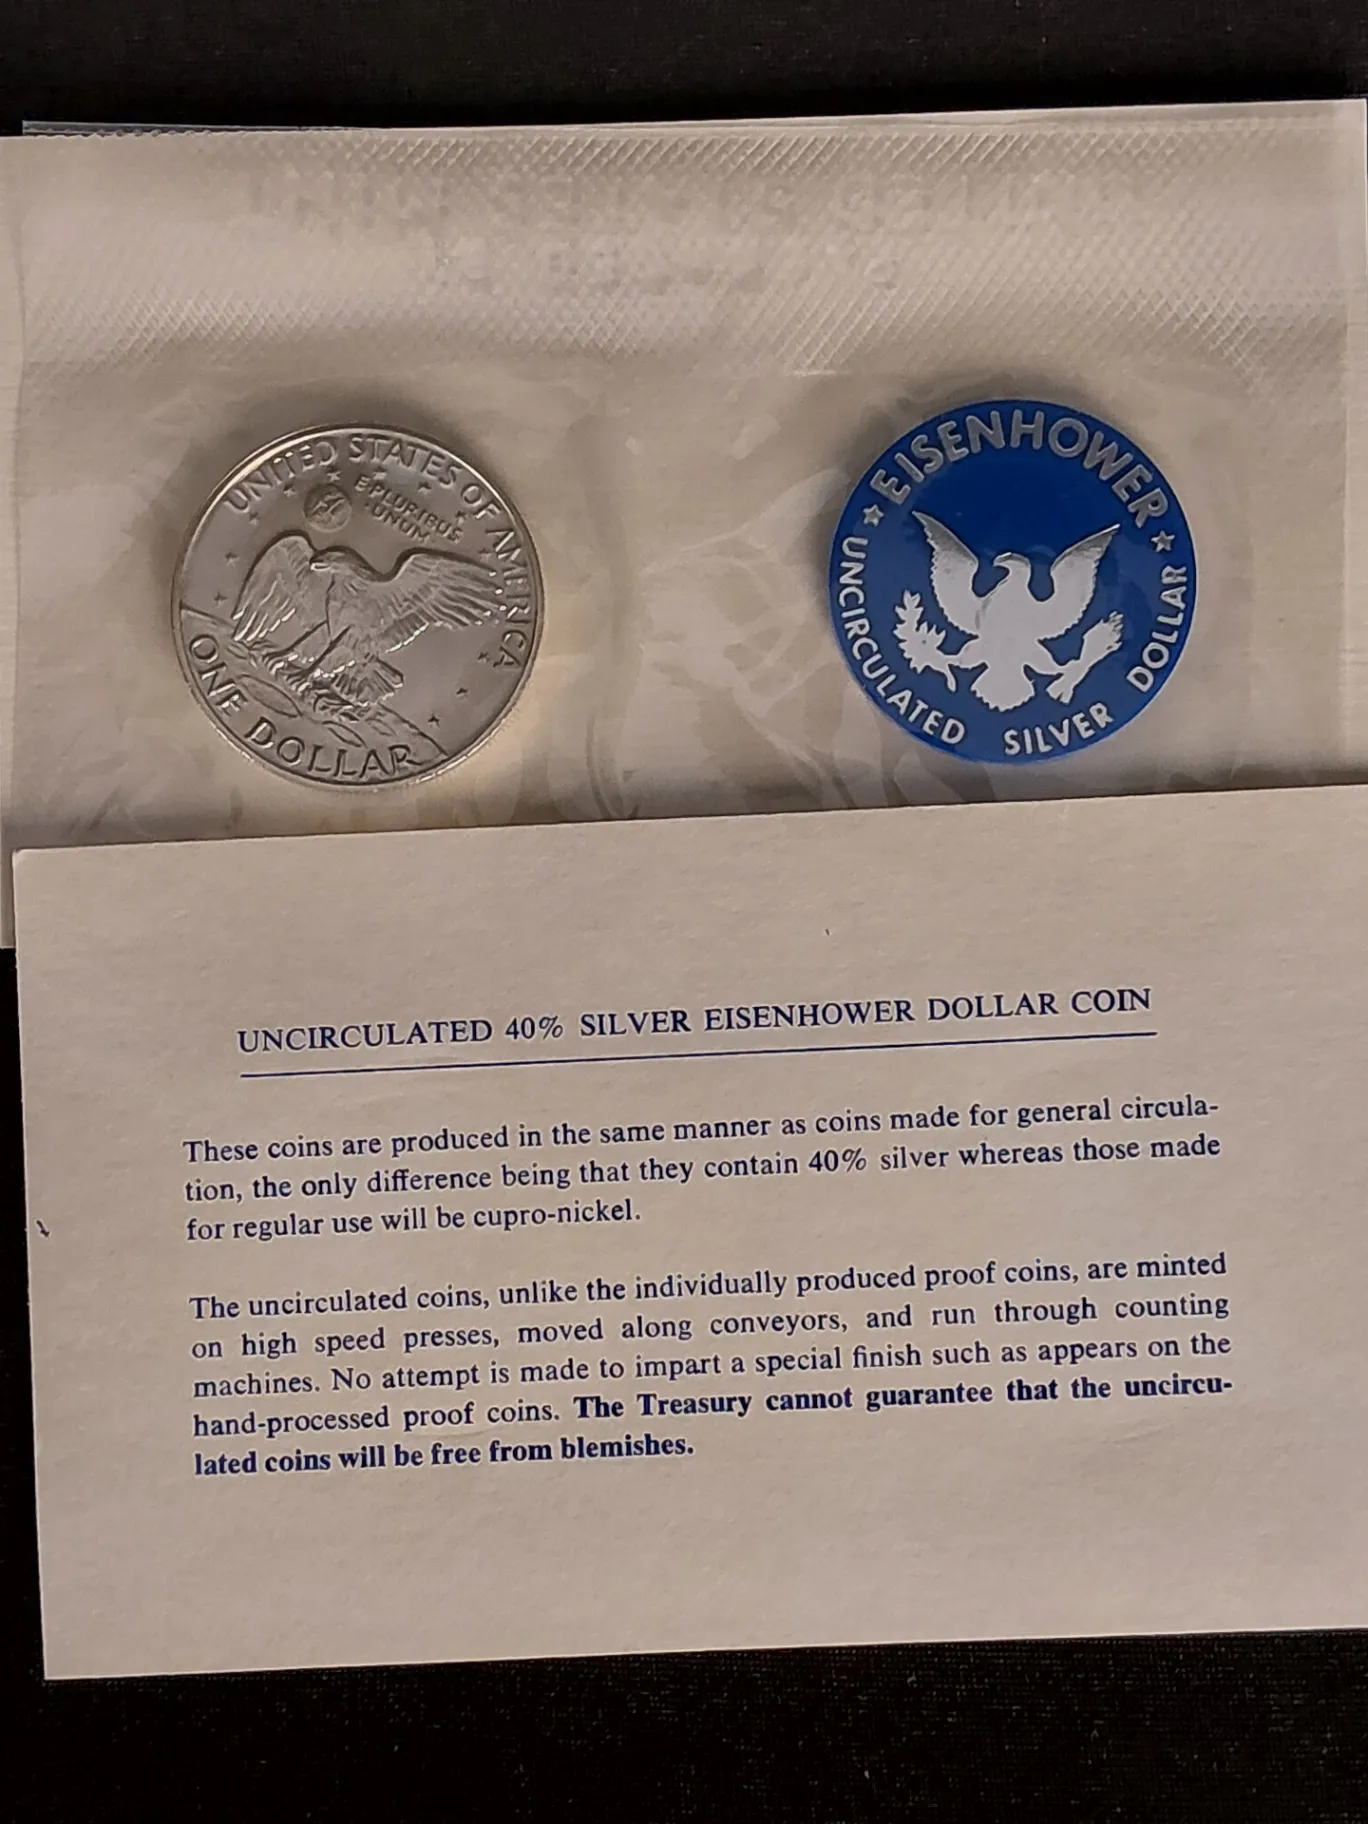 UNITED STATES OF AMERICA
E PLURIBUS
UNUM
ONE DOLLAR
EISENHOWER
UNCIRCULATED SILVER DOLLAR
UNCIRCULATED 40% SILVER EISENHOWER DOLLAR COIN
These coins are produced in the same manner as coins made for general circula-
tion, the only difference being that they contain 40% silver whereas those made
for regular use will be cupro-nickel.
The uncirculated coins, unlike the individually produced proof coins, are minted
on high speed presses, moved along conveyors, and run through counting
machines. No attempt is made to impart a special finish such as appears on the
hand-processed proof coins. The Treasury cannot guarantee that the uncircu-
lated coins will be free from blemishes.